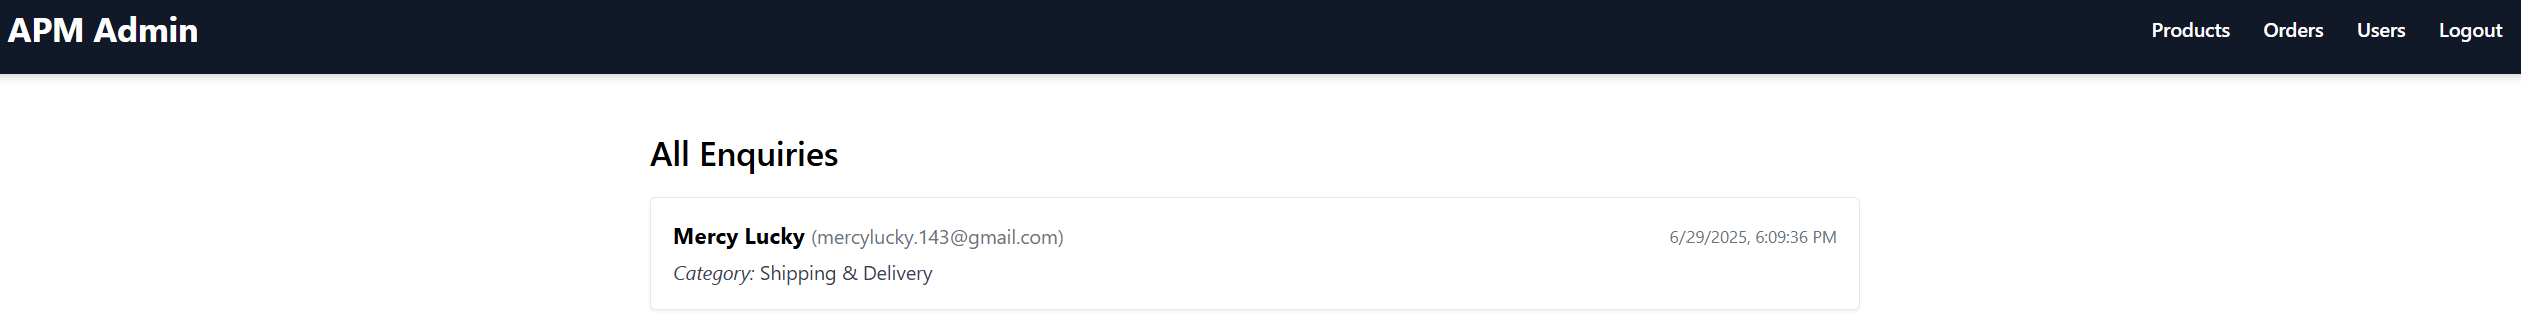 APM Admin Products Orders Users Logout
All Enquiries
Mercy Lucky (mercylucky.143@gmail.com) 6/29/2025, 6:09:36 PM
Category: Shipping & Delivery